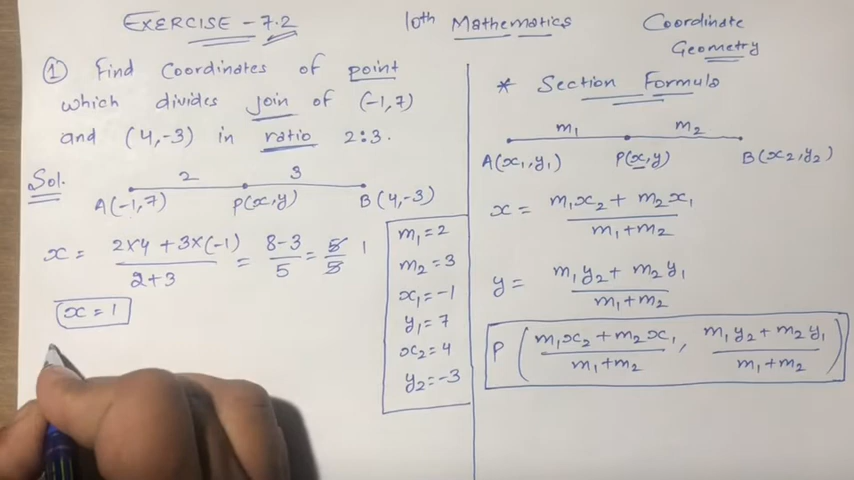 EXERCISE - 7.2
10th Mathematics
Coordinate
Geometry
① Find Coordinates of point
which divides join of (-1,7)
and (4,-3) in ratio 2:3.
Sol.
2 3
A(-1,7) P(x,y) B(4,-3)
x = 2×4 + 3×(-1) / 2+3 = 8-3 / 5 = 5/5 1
x = 1
m₁ = 2
m₂ = 3
x₁ = -1
y₁ = 7
x₂ = 4
y₂ = -3
* Section Formula
m₁ m₂
A(x₁,y₁) P(x,y) B(x₂,y₂)
x = m₁x₂ + m₂x₁ / m₁+m₂
y = m₁y₂ + m₂y₁ / m₁+m₂
P ( m₁x₂ + m₂x₁ / m₁+m₂ , m₁y₂ + m₂y₁ / m₁+m₂ )